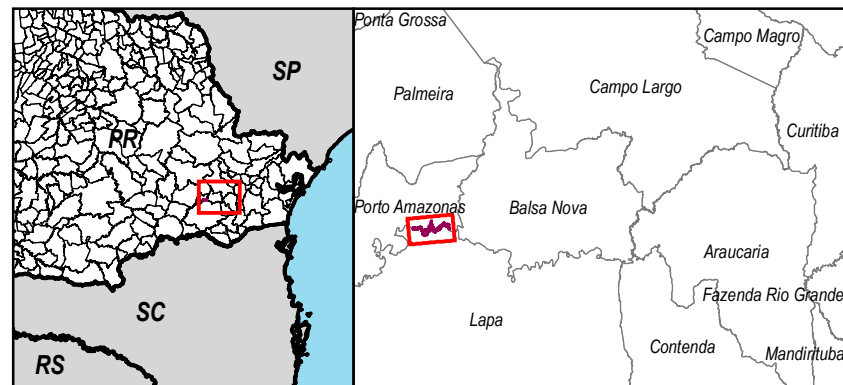 SP
PR
SC
RS
Ponta Grossa
Campo Magro
Palmeira
Campo Largo
Curitiba
Porto Amazonas
Balsa Nova
Araucaria
Fazenda Rio Grande
Lapa
Contenda
Mandirituba